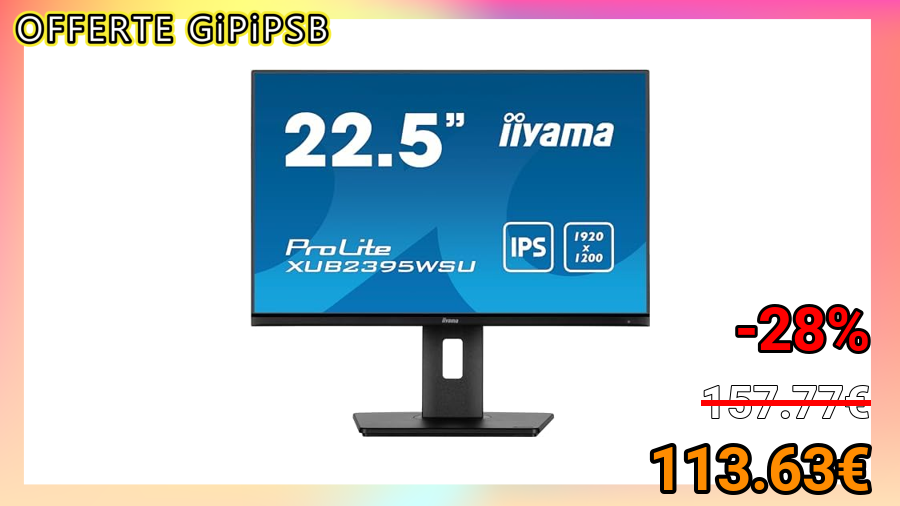 OFFERTE GiPiPSB
22.5”
iiyama
ProLite
XUB2395WSU
IPS
1920
x
1200
iiyama
-28%
157.77€
113.63€